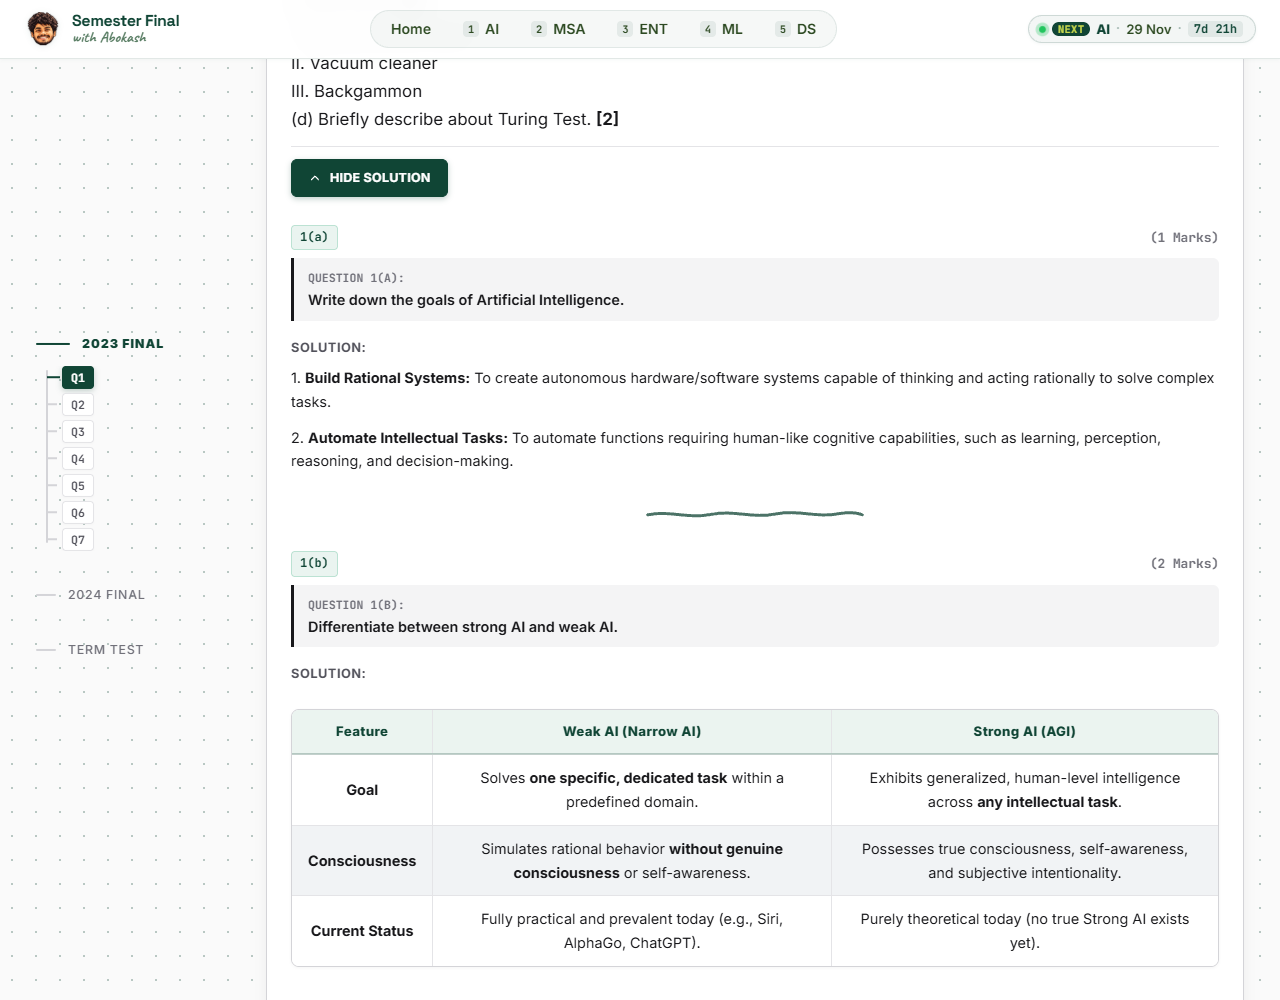 Semester Final
with Abokash
Home 1 AI 2 MSA 3 ENT 4 ML 5 DS
NEXT AI · 29 Nov · 7d 21h
II. Vacuum cleaner
III. Backgammon
(d) Briefly describe about Turing Test. [2]
HIDE SOLUTION
1(a) (1 Marks)
QUESTION 1(A):
Write down the goals of Artificial Intelligence.
SOLUTION:
1. Build Rational Systems: To create autonomous hardware/software systems capable of thinking and acting rationally to solve complex
tasks.
2. Automate Intellectual Tasks: To automate functions requiring human-like cognitive capabilities, such as learning, perception,
reasoning, and decision-making.
1(b) (2 Marks)
QUESTION 1(B):
Differentiate between strong AI and weak AI.
SOLUTION:
Feature Weak AI (Narrow AI) Strong AI (AGI)
Goal
Solves one specific, dedicated task within a
predefined domain.
Exhibits generalized, human-level intelligence
across any intellectual task.
Consciousness
Simulates rational behavior without genuine
consciousness or self-awareness.
Possesses true consciousness, self-awareness,
and subjective intentionality.
Current Status
Fully practical and prevalent today (e.g., Siri,
AlphaGo, ChatGPT).
Purely theoretical today (no true Strong AI exists
yet).
2023 FINAL
Q1
Q2
Q3
Q4
Q5
Q6
Q7
2024 FINAL
TERM TEST